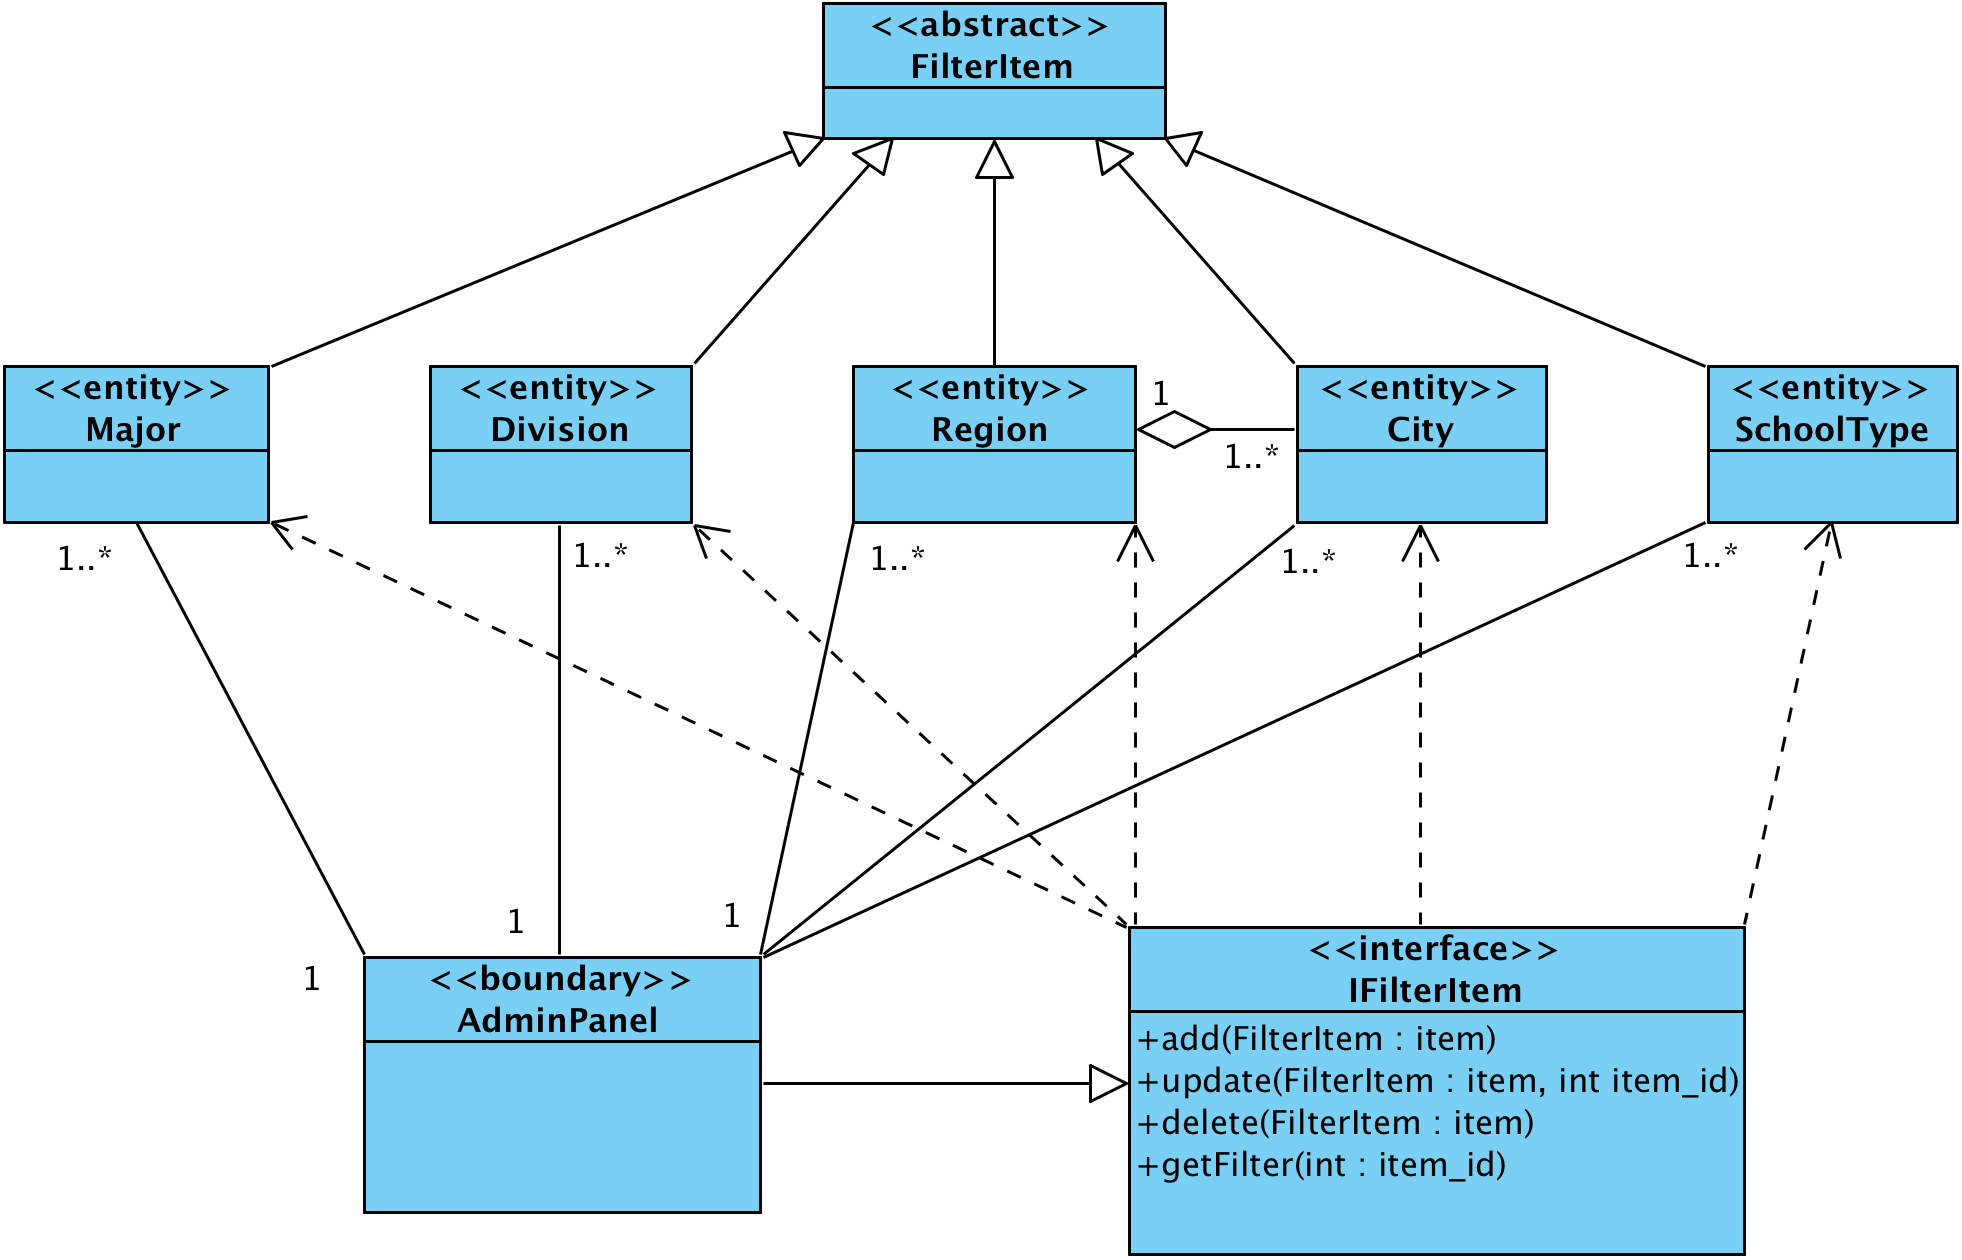 <<abstract>>
FilterItem
<<entity>>
Major
<<entity>>
Division
<<entity>>
Region
1
1..*
<<entity>>
City
<<entity>>
SchoolType
1..*
1..*
1..*
1..*
1..*
1
1
1
<<boundary>>
AdminPanel
<<interface>>
IFilterItem
+add(FilterItem : item)
+update(FilterItem : item, int item_id)
+delete(FilterItem : item)
+getFilter(int : item_id)